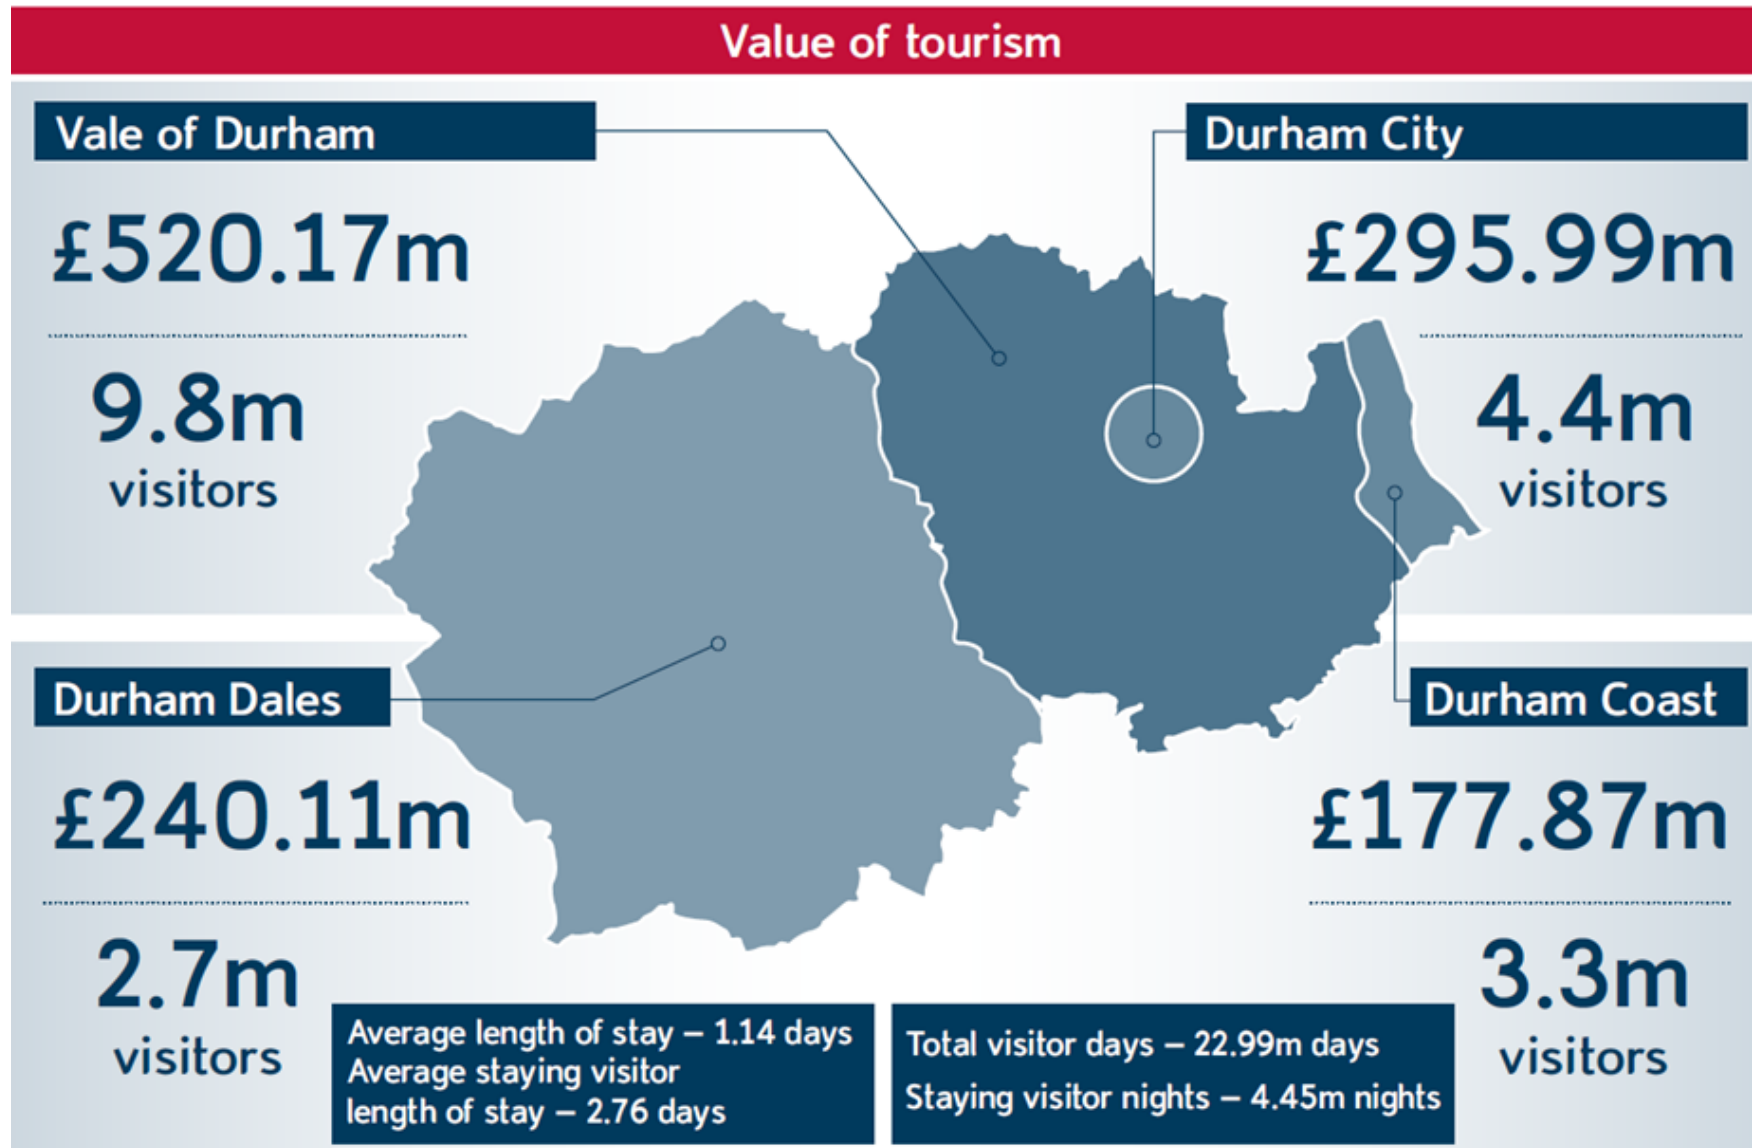 Value of tourism
Vale of Durham
£520.17m
9.8m
visitors
Durham City
£295.99m
4.4m
visitors
Durham Dales
£240.11m
2.7m
visitors
Durham Coast
£177.87m
3.3m
visitors
Average length of stay – 1.14 days
Average staying visitor
length of stay – 2.76 days
Total visitor days – 22.99m days
Staying visitor nights – 4.45m nights